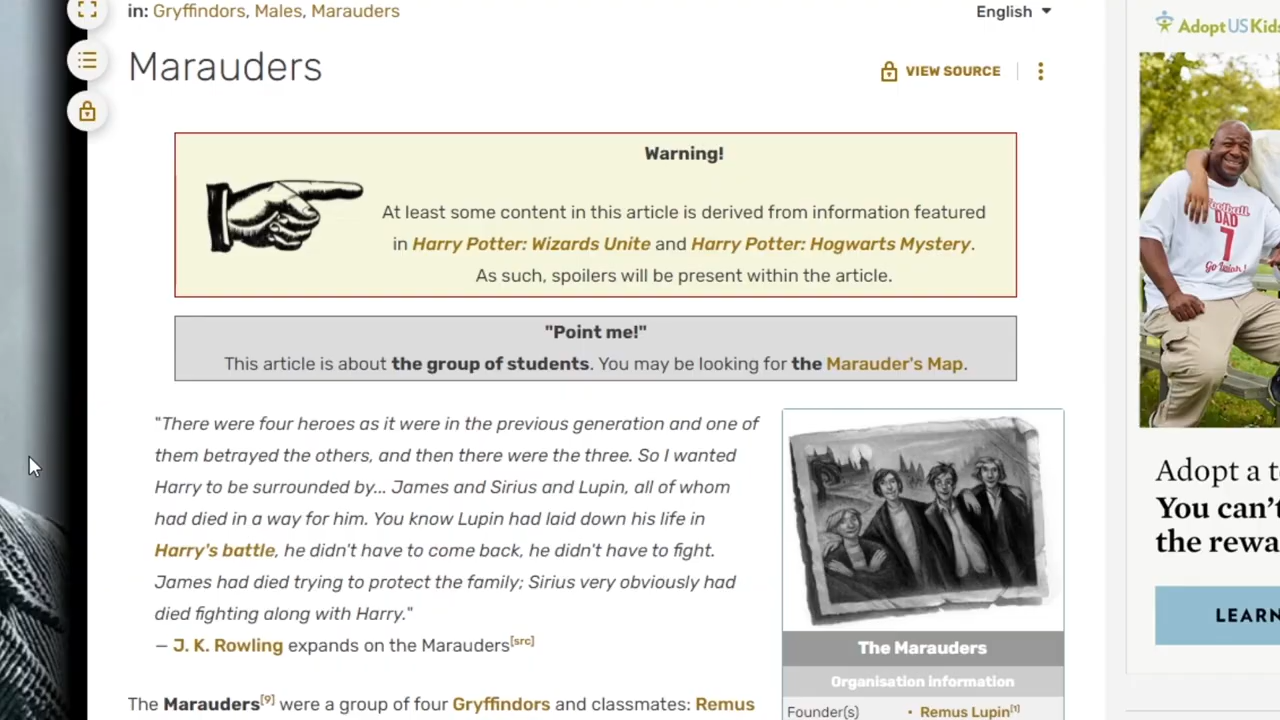 in: Gryffindors, Males, Marauders
English
Marauders
VIEW SOURCE
Warning!
At least some content in this article is derived from information featured
in Harry Potter: Wizards Unite and Harry Potter: Hogwarts Mystery.
As such, spoilers will be present within the article.
"Point me!"
This article is about the group of students. You may be looking for the Marauder's Map.
"There were four heroes as it were in the previous generation and one of
them betrayed the others, and then there were the three. So I wanted
Harry to be surrounded by... James and Sirius and Lupin, all of whom
had died in a way for him. You know Lupin had laid down his life in
Harry's battle, he didn't have to come back, he didn't have to fight.
James had died trying to protect the family; Sirius very obviously had
died fighting along with Harry."
— J. K. Rowling expands on the Marauders[src]
The Marauders[9] were a group of four Gryffindors and classmates: Remus
The Marauders
Organisation information
Founder(s)
• Remus Lupin[1]
AdoptUSKids
Football
DAD
7
Go Isaiah!
Adopt a t
You can't
the rewa
LEARN